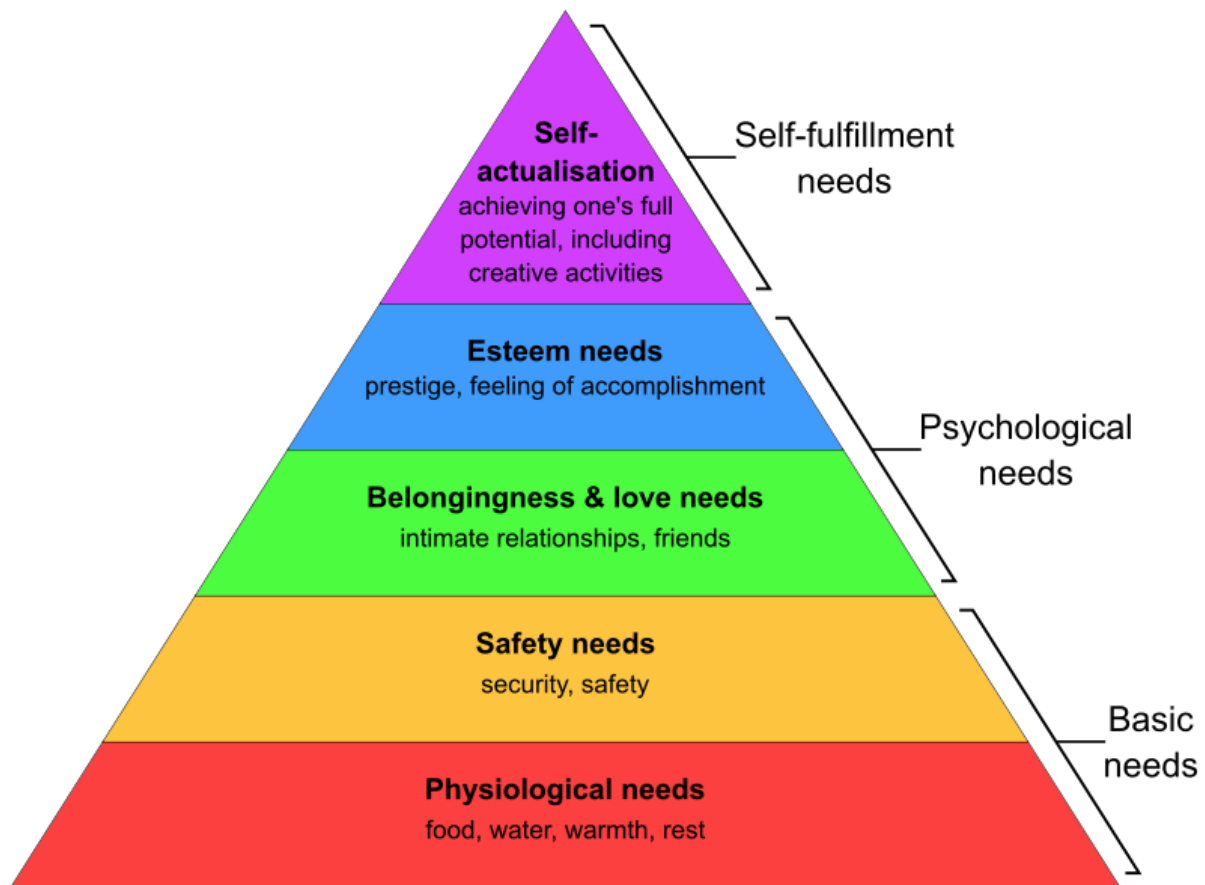 Self-
actualisation
achieving one's full
potential, including
creative activities
Self-fulfillment
needs
Esteem needs
prestige, feeling of accomplishment
Psychological
needs
Belongingness & love needs
intimate relationships, friends
Safety needs
security, safety
Basic
needs
Physiological needs
food, water, warmth, rest